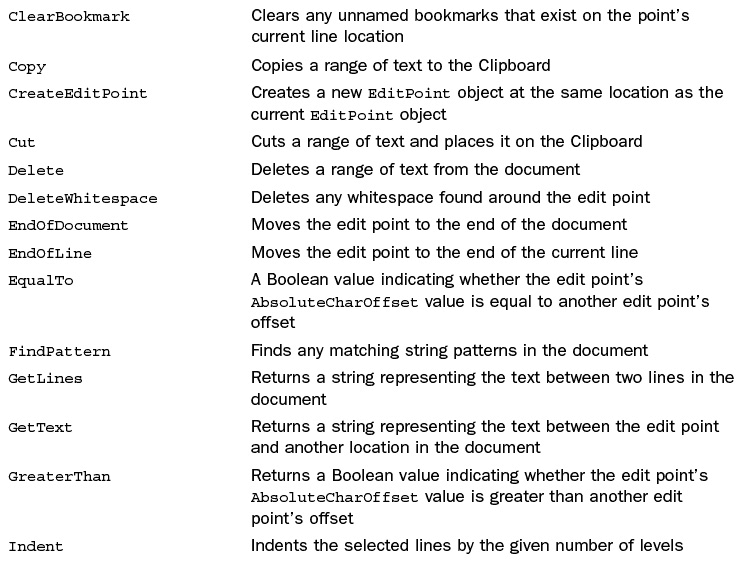 ClearBookmark Clears any unnamed bookmarks that exist on the point's
current line location
Copy Copies a range of text to the Clipboard
CreateEditPoint Creates a new EditPoint object at the same location as the
current EditPoint object
Cut Cuts a range of text and places it on the Clipboard
Delete Deletes a range of text from the document
DeleteWhitespace Deletes any whitespace found around the edit point
EndOfDocument Moves the edit point to the end of the document
EndOfLine Moves the edit point to the end of the current line
EqualTo A Boolean value indicating whether the edit point's
AbsoluteCharOffset value is equal to another edit point's
offset
FindPattern Finds any matching string patterns in the document
GetLines Returns a string representing the text between two lines in the
document
GetText Returns a string representing the text between the edit point
and another location in the document
GreaterThan Returns a Boolean value indicating whether the edit point's
AbsoluteCharOffset value is greater than another edit
point's offset
Indent Indents the selected lines by the given number of levels